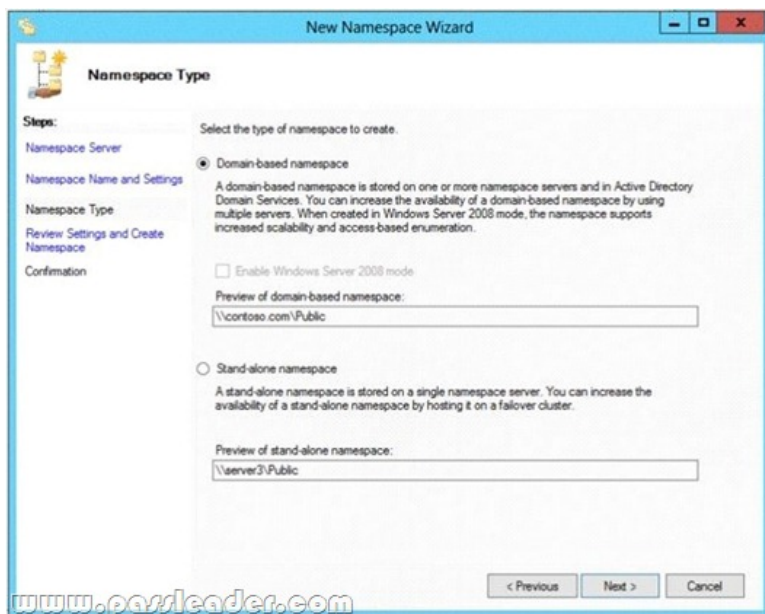 New Namespace Wizard
Namespace Type
Steps:
Namespace Server
Namespace Name and Settings
Namespace Type
Review Settings and Create
Namespace
Confirmation
Select the type of namespace to create.
Domain-based namespace
A domain-based namespace is stored on one or more namespace servers and in Active Directory
Domain Services. You can increase the availability of a domain-based namespace by using
multiple servers. When created in Windows Server 2008 mode, the namespace supports
increased scalability and access-based enumeration.
Enable Windows Server 2008 mode
Preview of domain-based namespace:
\\contoso.com\Public
Stand-alone namespace
A stand-alone namespace is stored on a single namespace server. You can increase the
availability of a stand-alone namespace by hosting it on a failover cluster.
Preview of stand-alone namespace:
\\server3\Public
< Previous
Next >
Cancel
www.passleader.com